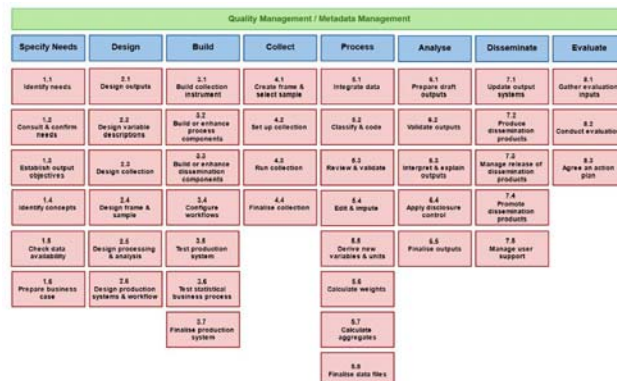 Quality Management / Metadata Management
Specify Needs
Design
Build
Collect
Process
Analyse
Disseminate
Evaluate
1.1
Identify needs
2.1
Design outputs
3.1
Build collection
instrument
4.1
Create frame &
select sample
5.1
Integrate data
6.1
Prepare draft
outputs
7.1
Update output
systems
8.1
Gather evaluation
inputs
1.2
Consult & confirm
needs
2.2
Design variable
descriptions
3.2
Build or enhance
process
components
4.2
Set up collection
5.2
Classify & code
6.2
Validate outputs
7.2
Produce
dissemination
products
8.2
Conduct evaluation
1.3
Establish output
objectives
2.3
Design collection
3.3
Build or enhance
dissemination
components
4.3
Run collection
5.3
Review & validate
6.3
Interpret & explain
outputs
7.3
Manage release of
dissemination
products
8.3
Agree an action
plan
1.4
Identify concepts
2.4
Design frame &
sample
3.4
Configure
workflows
4.4
Finalise collection
5.4
Edit & impute
6.4
Apply disclosure
control
7.4
Promote
dissemination
products
1.5
Check data
availability
2.5
Design processing
& analysis
3.5
Test production
system
5.5
Derive new
variables & units
6.5
Finalise outputs
7.5
Manage user
support
1.6
Prepare business
case
2.6
Design production
systems & workflow
3.6
Test statistical
business process
5.6
Calculate weights
3.7
Finalise production
system
5.7
Calculate
aggregates
5.8
Finalise data files